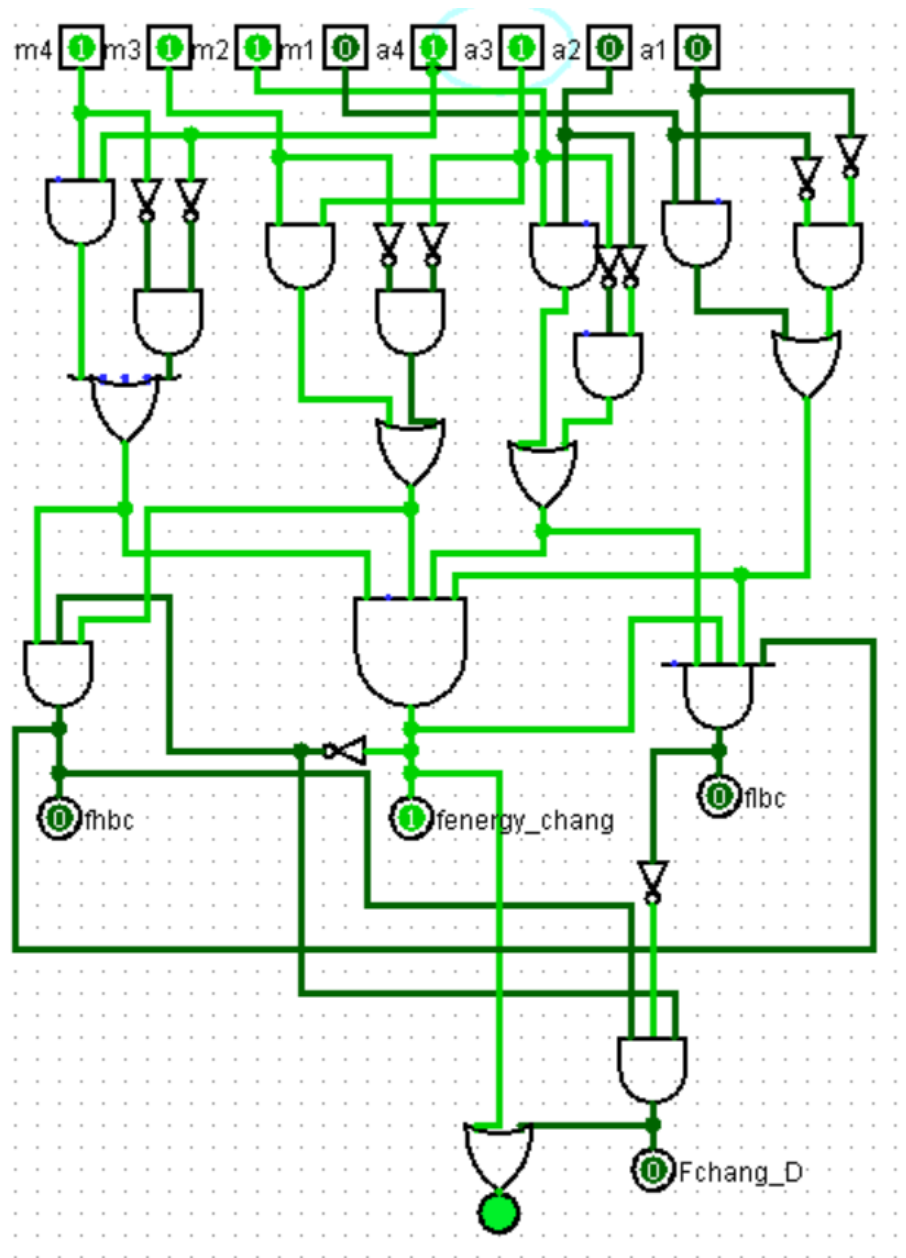 m4 1 m3 1 m2 1 m1 0 a4 1 a3 1 a2 0 a1 0
0 flbc
0 fhbc 1 fenergy_chang
0 Fchang_D